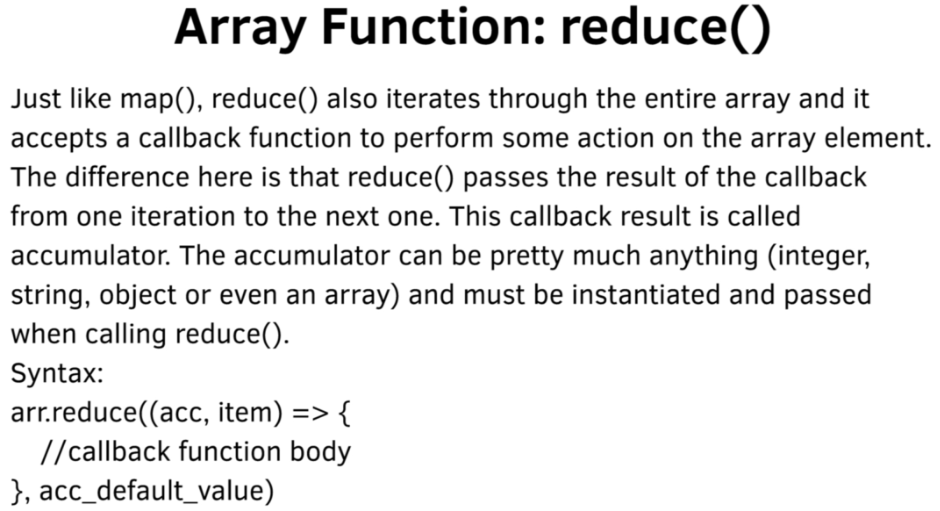 Array Function: reduce()
Just like map(), reduce() also iterates through the entire array and it
accepts a callback function to perform some action on the array element.
The difference here is that reduce() passes the result of the callback
from one iteration to the next one. This callback result is called
accumulator. The accumulator can be pretty much anything (integer,
string, object or even an array) and must be instantiated and passed
when calling reduce().
Syntax:
arr.reduce((acc, item) => {
//callback function body
}, acc_default_value)